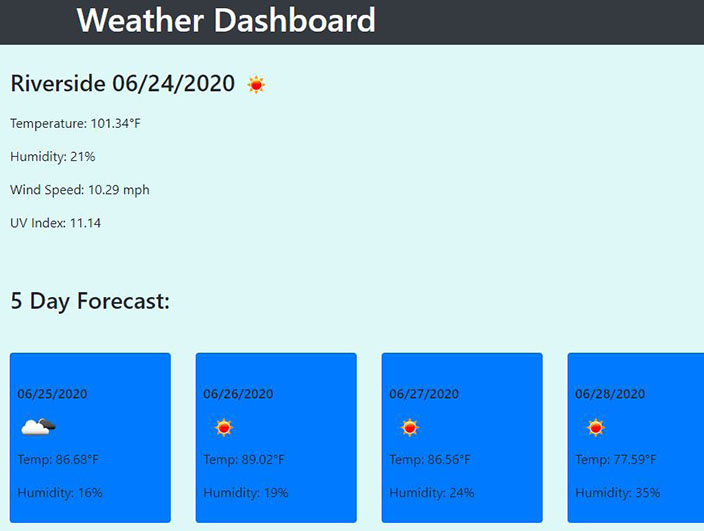 Weather Dashboard
Riverside 06/24/2020
Temperature: 101.34°F
Humidity: 21%
Wind Speed: 10.29 mph
UV Index: 11.14
5 Day Forecast:
06/25/2020
Temp: 86.68°F
Humidity: 16%
06/26/2020
Temp: 89.02°F
Humidity: 19%
06/27/2020
Temp: 86.56°F
Humidity: 24%
06/28/2020
Temp: 77.59°F
Humidity: 35%